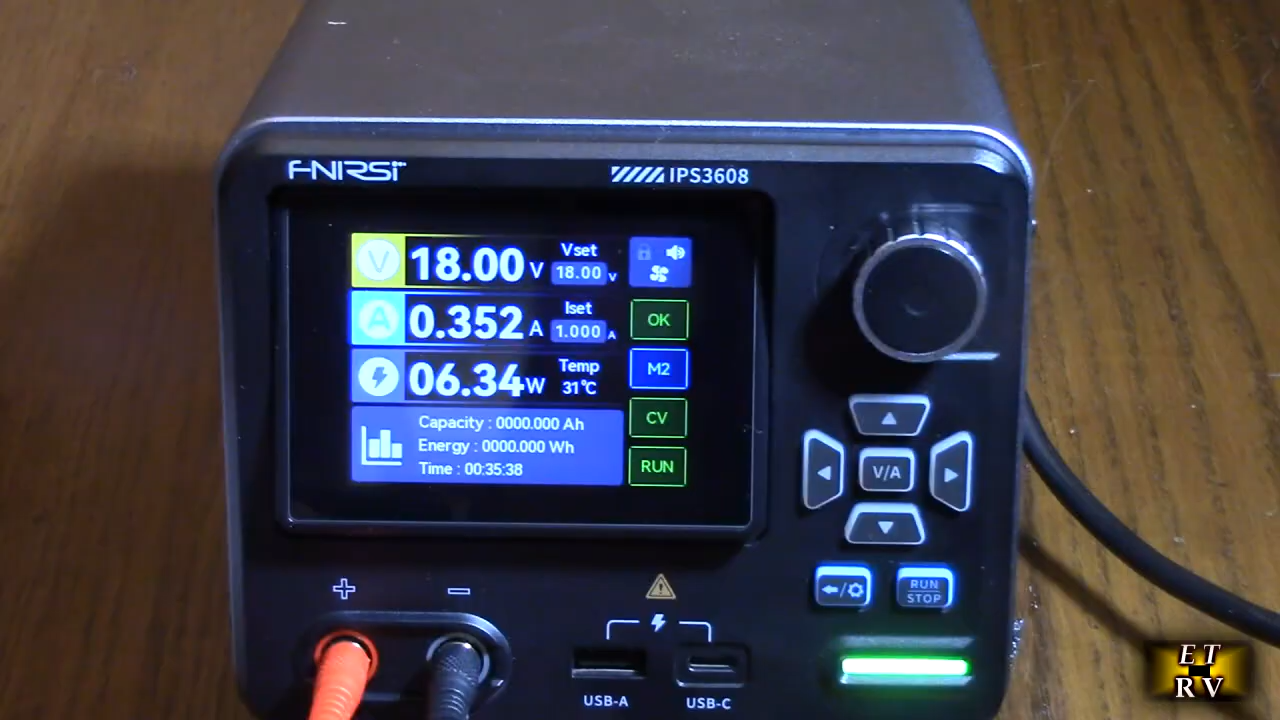 FNIRSI
IPS3608
V 18.00 V
Vset
18.00 V
A 0.352 A
Iset
1.000 A
06.34 W
Temp
31℃
Capacity : 0000.000 Ah
Energy : 0000.000 Wh
Time : 00:35:38
OK
M2
CV
RUN
V/A
RUN
STOP
+
−
USB-A
USB-C
ET
RV